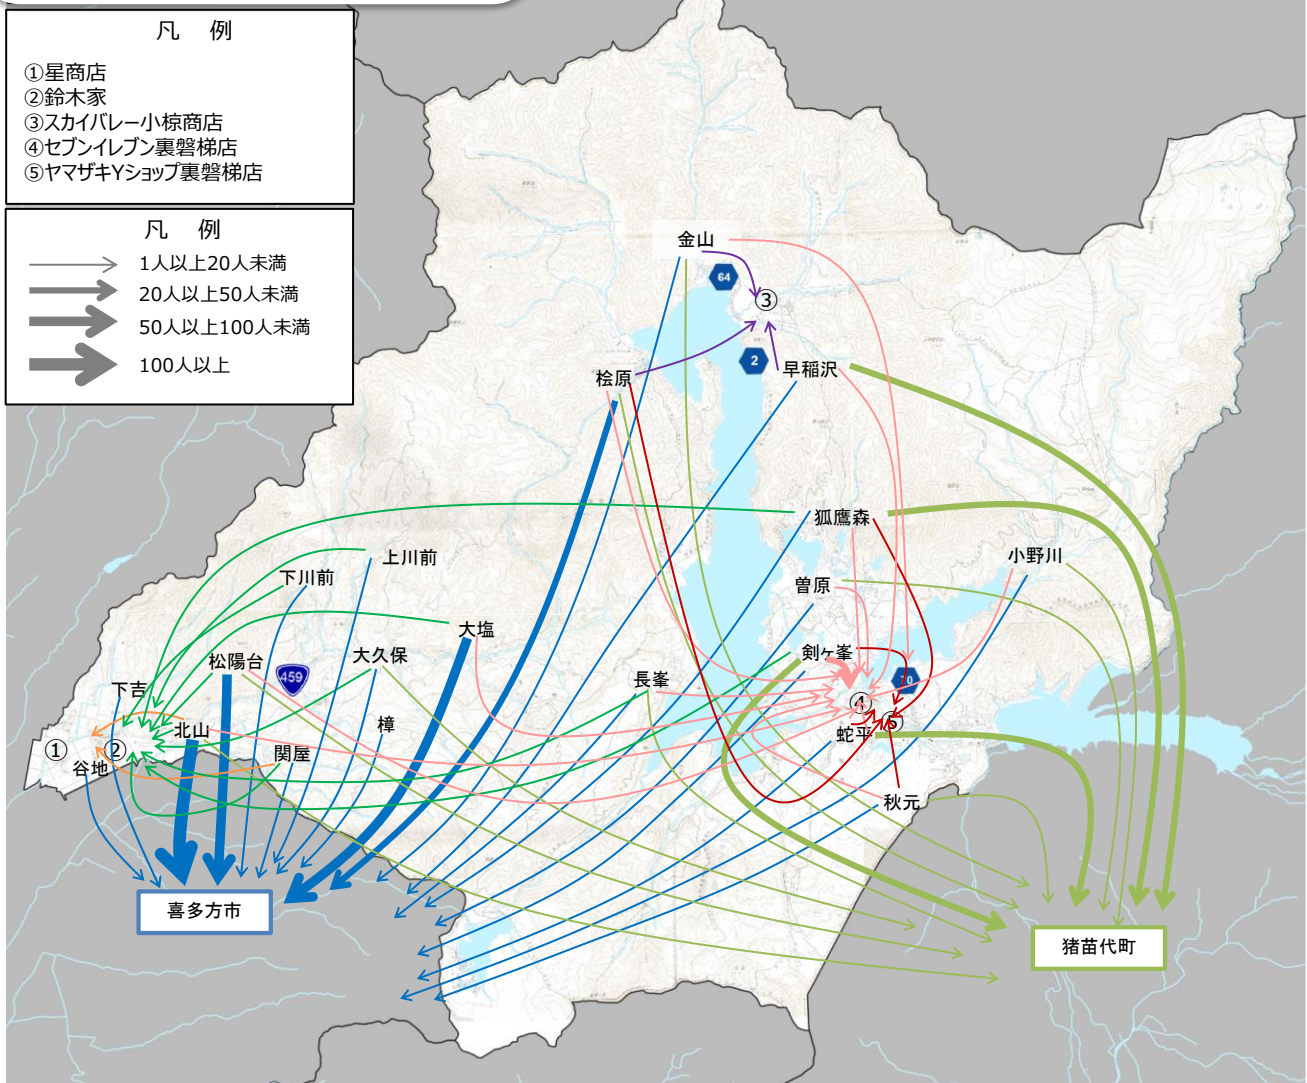 凡 例
①星商店
②鈴木家
③スカイバレー小椋商店
④セブンイレブン裏磐梯店
⑤ヤマザキYショップ裏磐梯店
凡 例
1人以上20人未満
20人以上50人未満
50人以上100人未満
100人以上
金山
64
③
2
桧原
早稲沢
狐鷹森
上川前
小野川
下川前
曽原
大塩
松陽台
大久保
剣ヶ峯
459
長峯
70
下吉
④
北山
樟
⑤
蛇平
①
②
関屋
谷地
秋元
喜多方市
猪苗代町